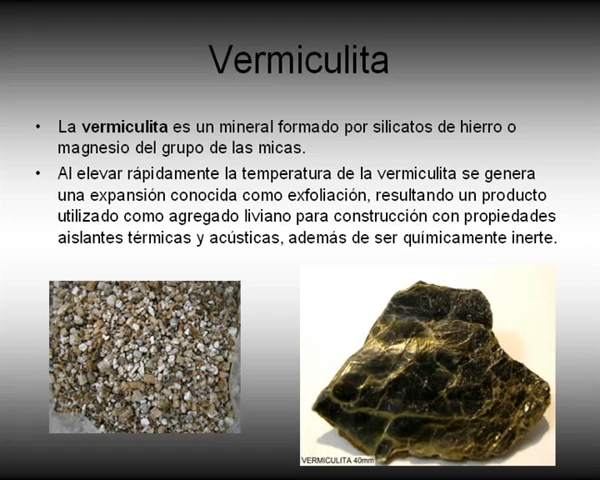 Vermiculita
• La vermiculita es un mineral formado por silicatos de hierro o
magnesio del grupo de las micas.
• Al elevar rápidamente la temperatura de la vermiculita se genera
una expansión conocida como exfoliación, resultando un producto
utilizado como agregado liviano para construcción con propiedades
aislantes térmicas y acústicas, además de ser químicamente inerte.
VERMICULITA 40mm